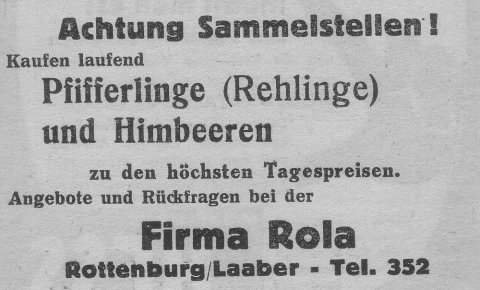 Achtung Sammelstellen!
Kaufen laufend
Pfifferlinge (Rehlinge)
und Himbeeren
zu den höchsten Tagespreisen.
Angebote und Rückfragen bei der
Firma Rola
Rottenburg/Laaber - Tel. 352